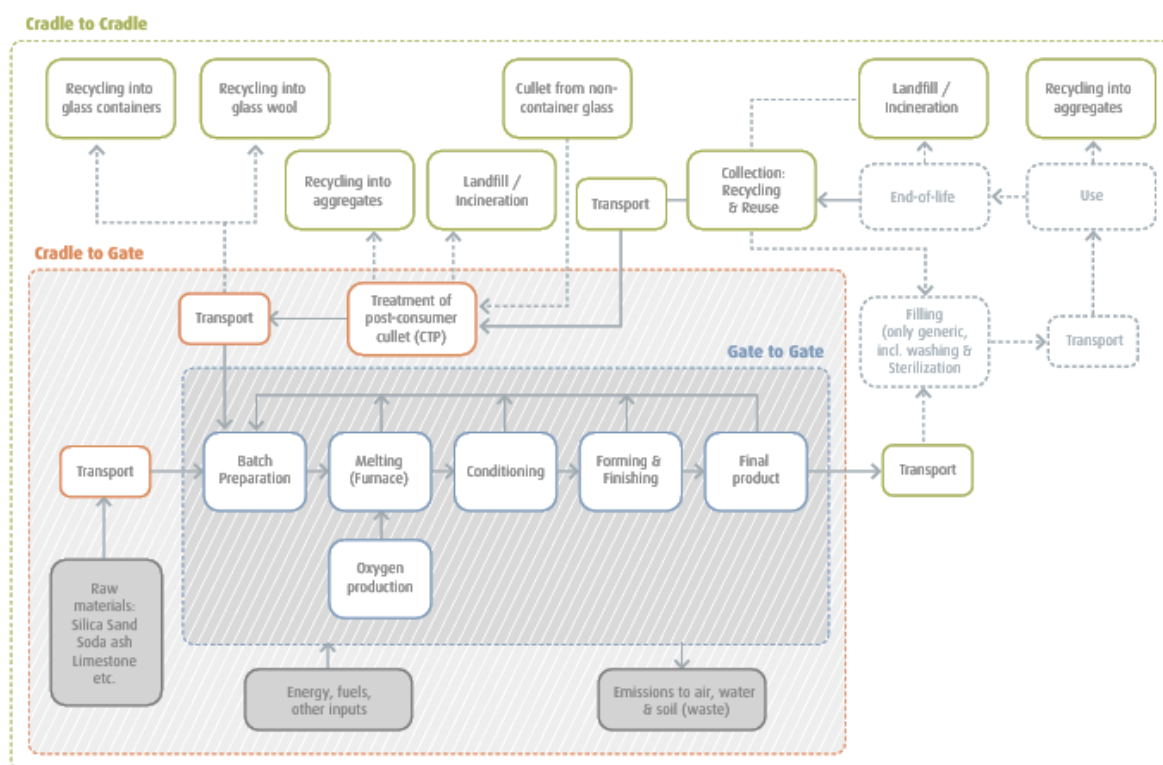 Cradle to Cradle
Recycling into
glass containers
Recycling into
glass wool
Cullet from non-
container glass
Landfill /
Incineration
Recycling into
aggregates
Recycling into
aggregates
Landfill /
Incineration
Transport
Collection:
Recycling
& Reuse
End-of-life
Use
Cradle to Gate
Transport
Treatment of
post-consumer
cullet (CTP)
Filling
(only generic,
incl. washing &
Sterilization
Transport
Gate to Gate
Transport
Batch
Preparation
Melting
(Furnace)
Conditioning
Forming &
Finishing
Final
product
Transport
Oxygen
production
Raw
materials:
Silica Sand
Soda ash
Limestone
etc.
Energy, fuels,
other inputs
Emissions to air, water
& soil (waste)